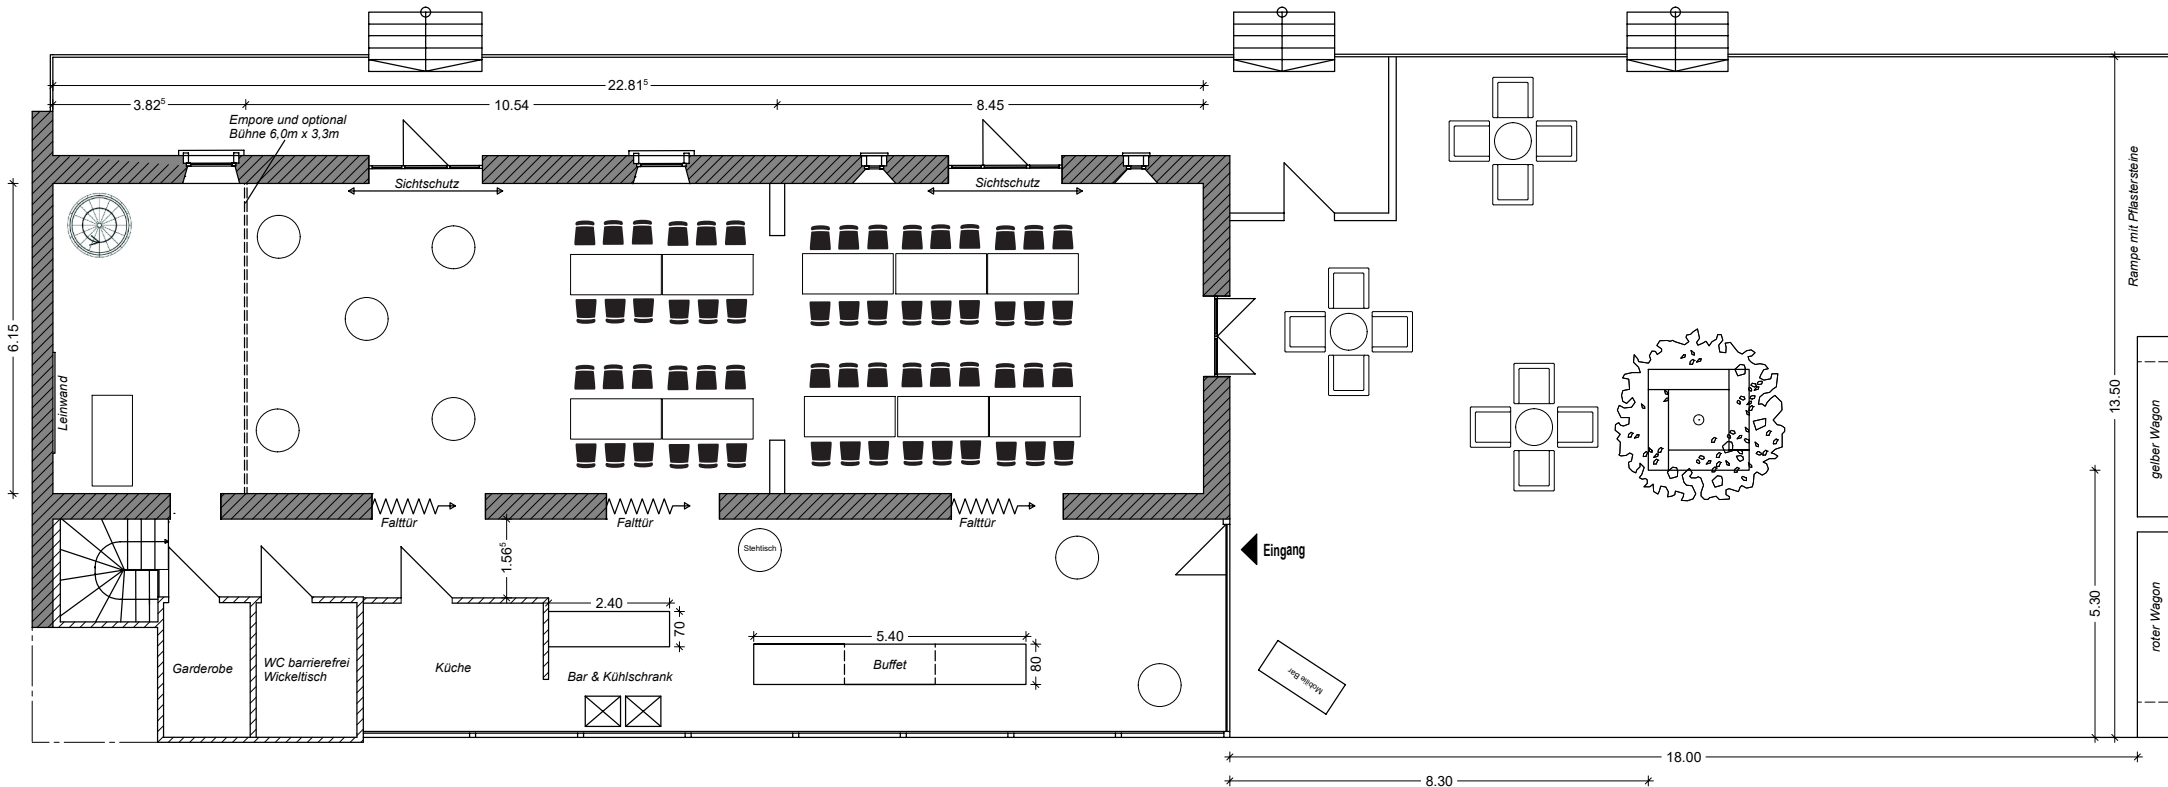 22.81⁵
3.82⁵
10.54
8.45
Empore und optional
Bühne 6,0m x 3,3m
Sichtschutz
Sichtschutz
6.15
Leinwand
Falttür
Falttür
Falttür
1.56⁵
Stehtisch
Eingang
2.40
70
5.40
80
Buffet
Garderobe
WC barrierefrei
Wickeltisch
Küche
Bar & Kühlschrank
Mobile Bar
Rampe mit Pflastersteine
13.50
gelber Wagon
5.30
roter Wagon
18.00
8.30